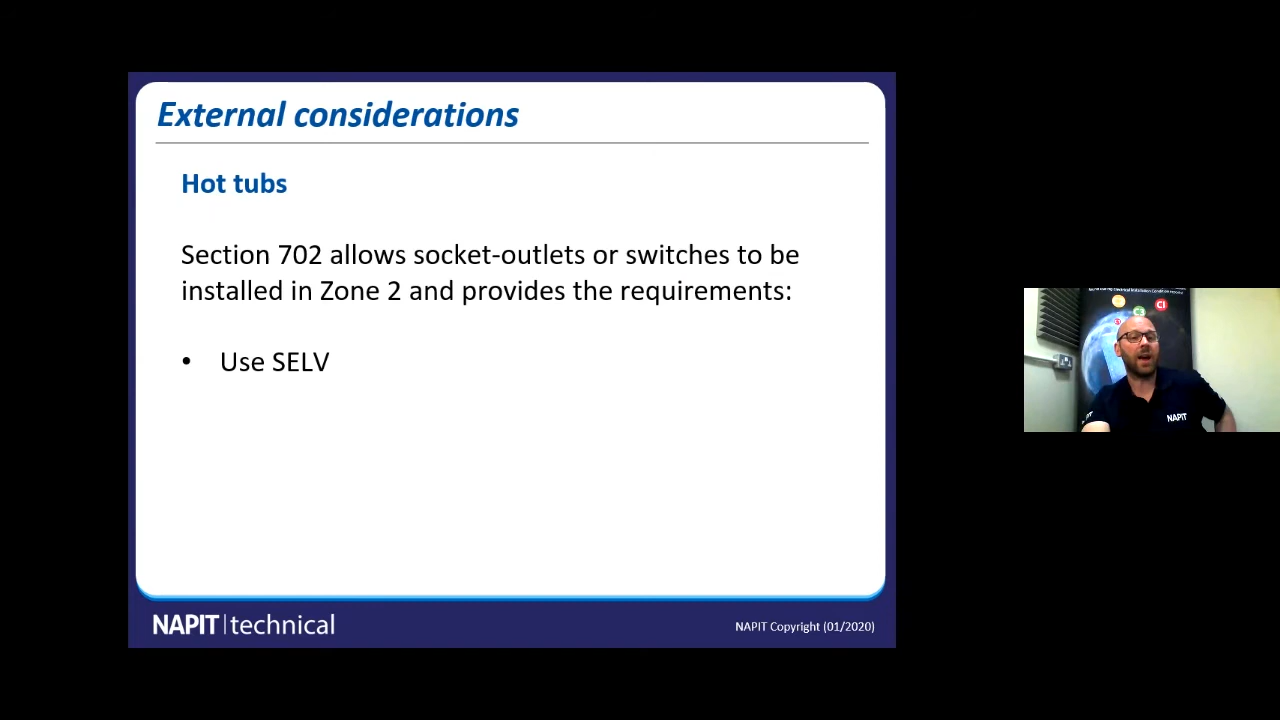 External considerations
Hot tubs
Section 702 allows socket-outlets or switches to be
installed in Zone 2 and provides the requirements:
• Use SELV
NAPIT | technical
NAPIT Copyright (01/2020)
C1
NAPIT